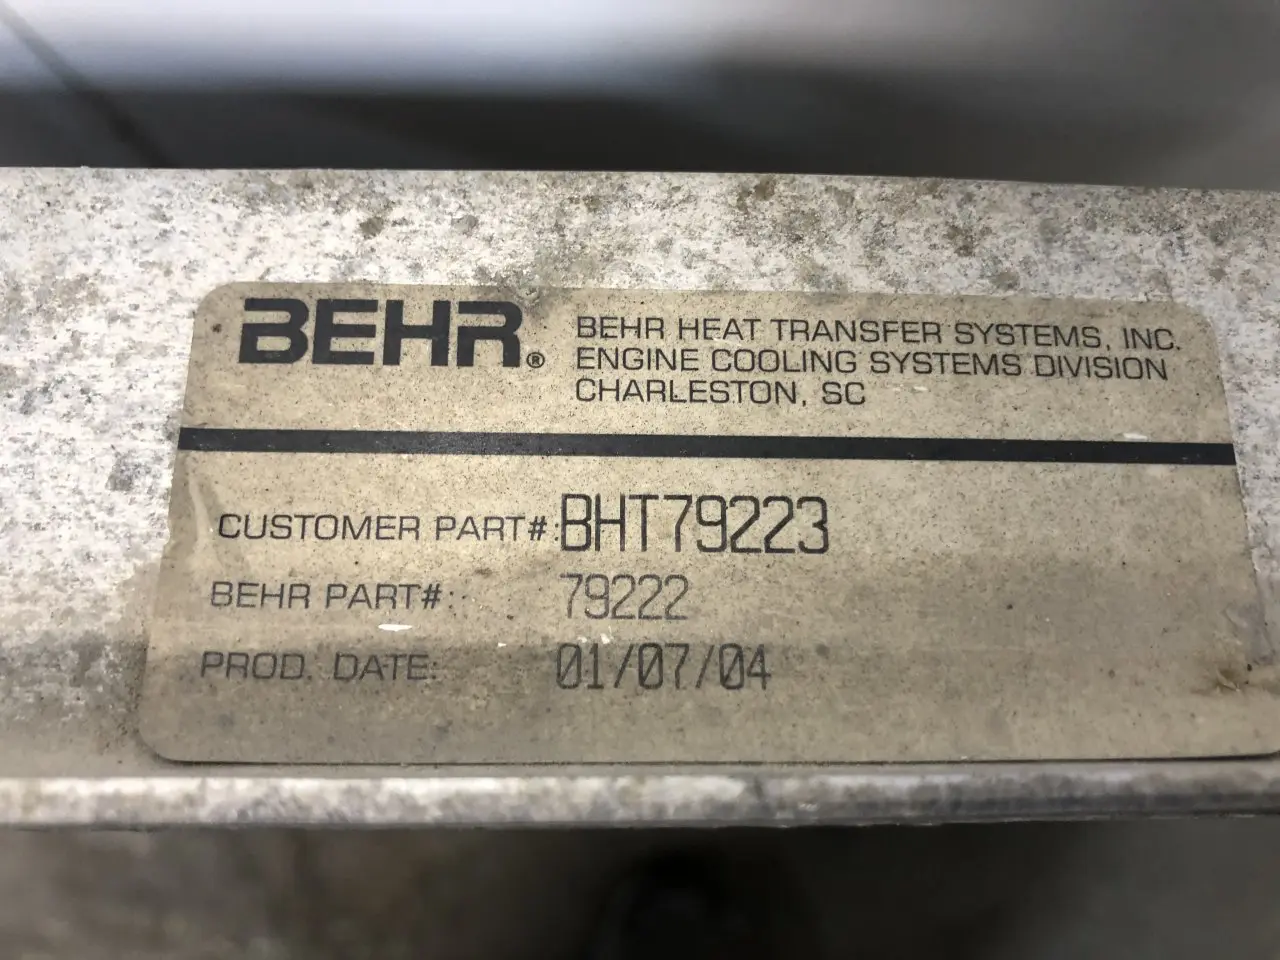 BEHR®
BEHR HEAT TRANSFER SYSTEMS, INC.
ENGINE COOLING SYSTEMS DIVISION
CHARLESTON, SC
CUSTOMER PART#: BHT79223
BEHR PART#: 79222
PROD. DATE: 01/07/04